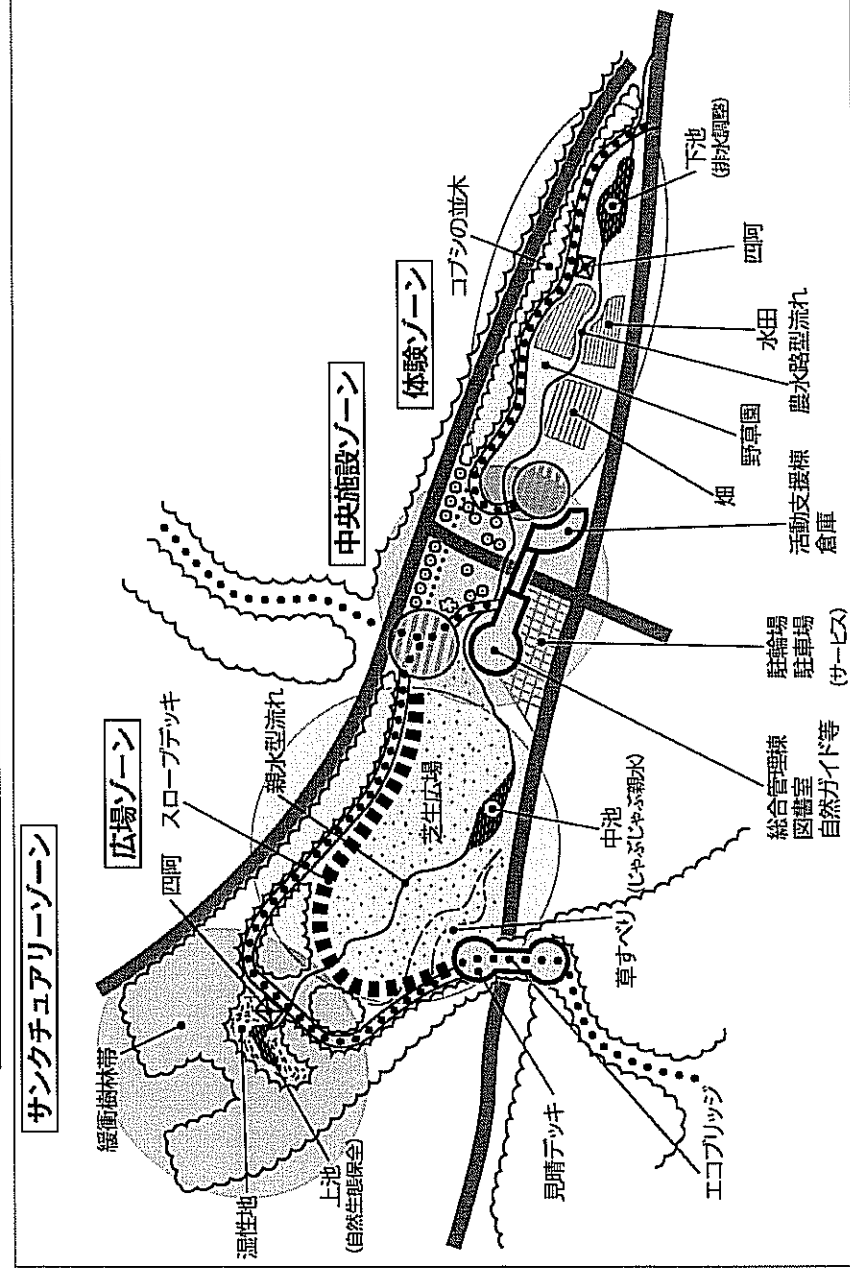 サンクチュアリーゾーン
広場ゾーン
中央施設ゾーン
体験ゾーン
緩衝樹林帯
四阿
スロープデッキ
親水型流れ
コブシの並木
湿性地
上池
(自然生態保全)
芝生広場
見晴デッキ
エコブリッジ
草すべり
中池
(じゃぶじゃぶ親水)
総合管理棟
図書室
自然ガイド等
駐輪場
駐車場
(サービス)
活動支援棟
倉庫
畑
野草園
農水路型流れ
水田
四阿
下池
(排水調整)